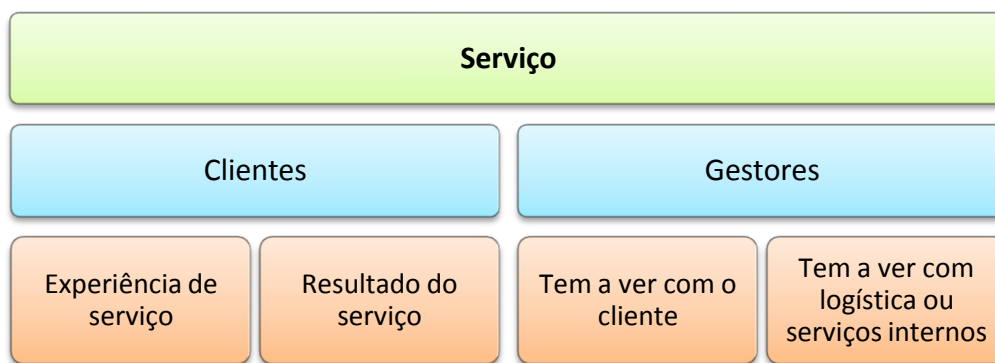 Serviço
Clientes
Gestores
Experiência de
serviço
Resultado do
serviço
Tem a ver com o
cliente
Tem a ver com
logística ou
serviços internos